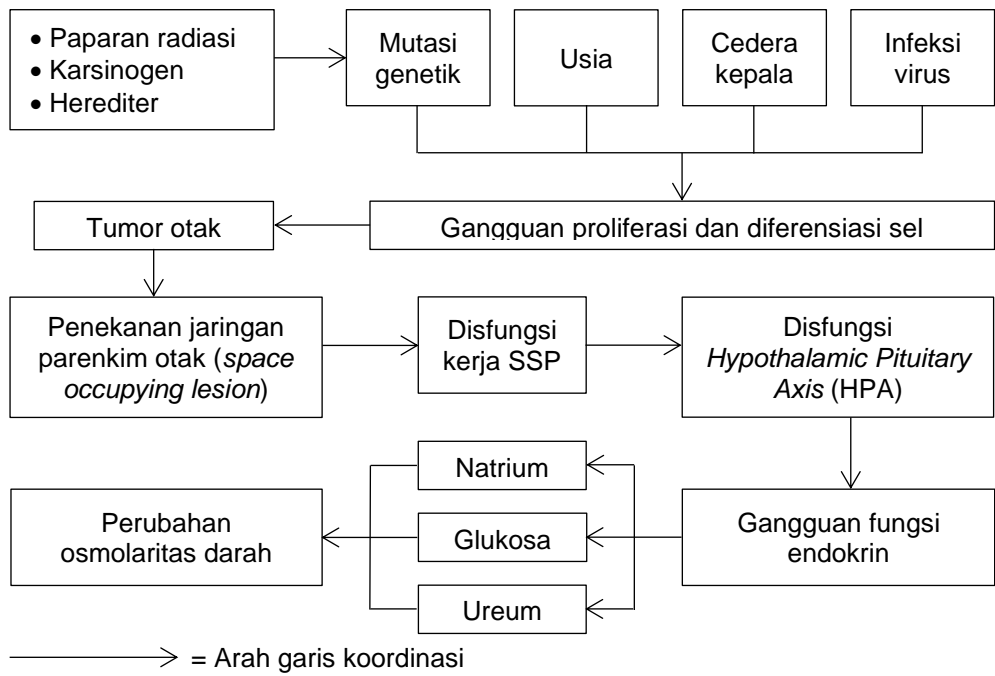 • Paparan radiasi
• Karsinogen
• Herediter
Mutasi
genetik
Usia
Cedera
kepala
Infeksi
virus
Tumor otak
Gangguan proliferasi dan diferensiasi sel
Penekanan jaringan
parenkim otak (space
occupying lesion)
Disfungsi
kerja SSP
Disfungsi
Hypothalamic Pituitary
Axis (HPA)
Natrium
Perubahan
osmolaritas darah
Glukosa
Gangguan fungsi
endokrin
Ureum
= Arah garis koordinasi